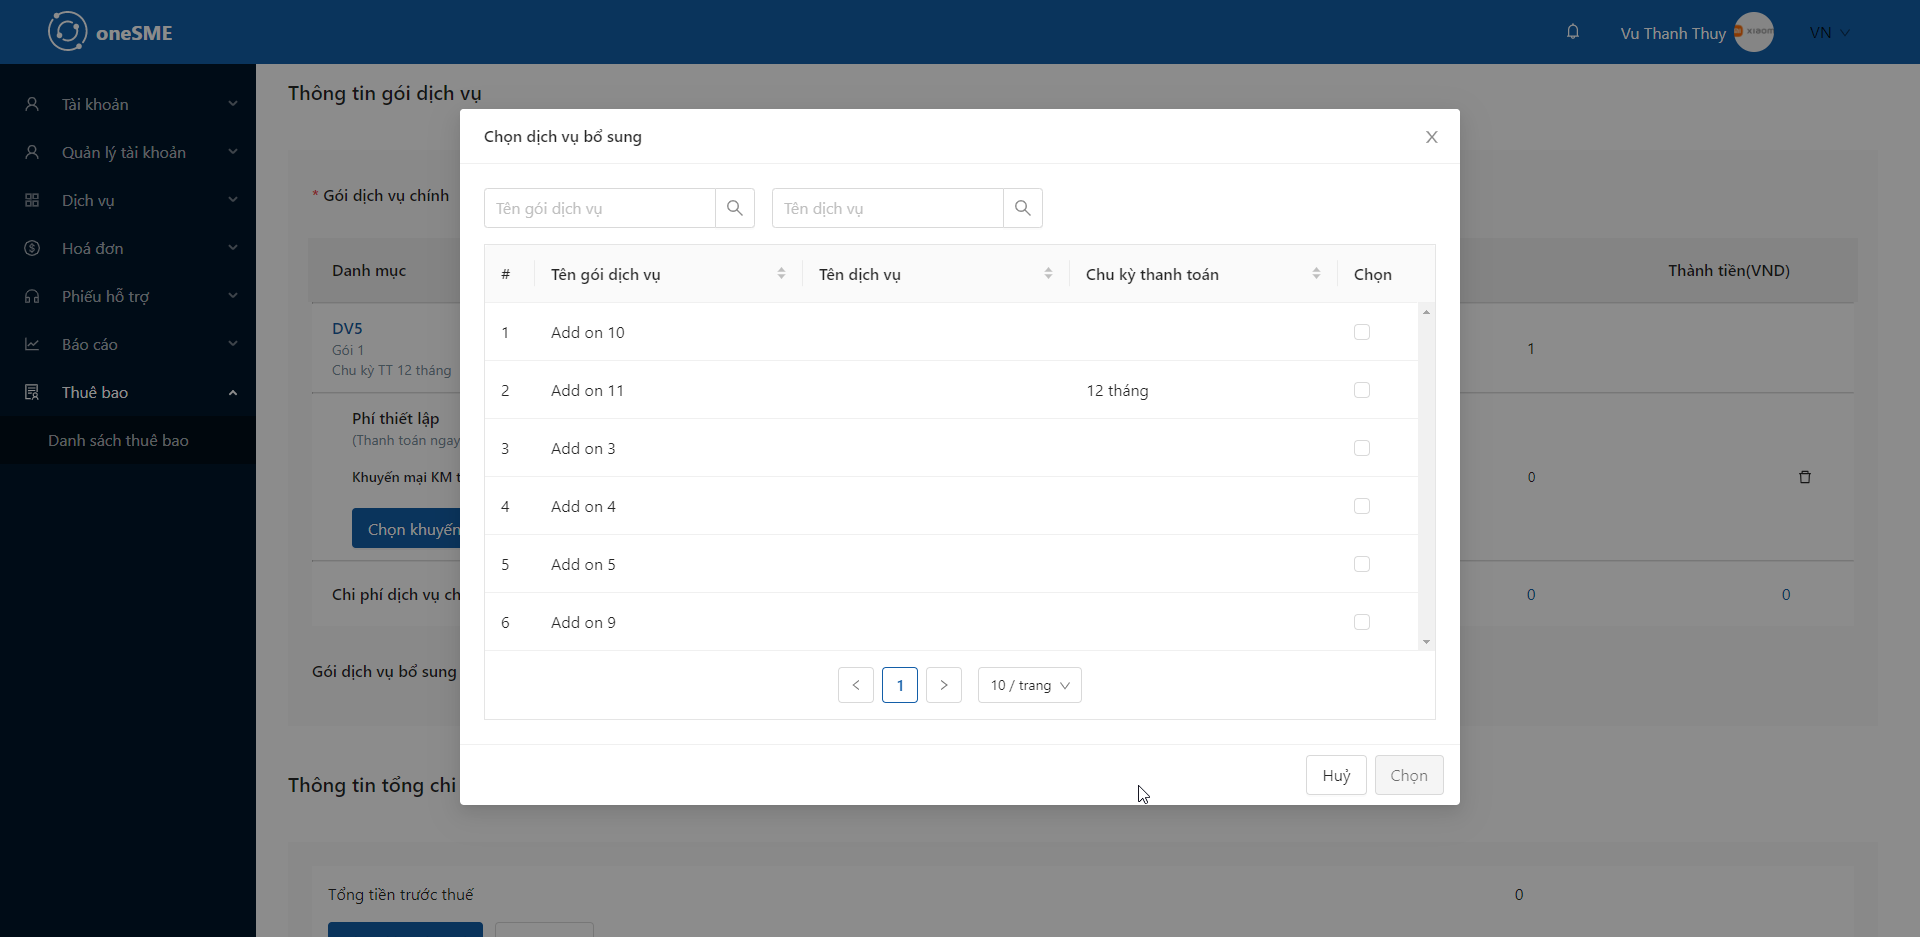 oneSME
Vu Thanh Thuy
xiaom
VN
Tài khoản
Quản lý tài khoản
Dịch vụ
Hoá đơn
Phiếu hỗ trợ
Báo cáo
Thuê bao
Danh sách thuê bao
Thông tin gói dịch vụ
* Gói dịch vụ chính
Danh mục
Thành tiền(VND)
DV5
Gói 1
Chu kỳ TT 12 tháng
1
Phí thiết lập
(Thanh toán ngay
Khuyến mại KM t
0
Chọn khuyến
Chi phí dịch vụ ch
0 0
Gói dịch vụ bổ sung
Thông tin tổng chi
Tổng tiền trước thuế 0
Chọn dịch vụ bổ sung
Tên gói dịch vụ
Tên dịch vụ
# Tên gói dịch vụ Tên dịch vụ Chu kỳ thanh toán Chọn
1 Add on 10
2 Add on 11 12 tháng
3 Add on 3
4 Add on 4
5 Add on 5
6 Add on 9
< 1 > 10 / trang
Huỷ Chọn